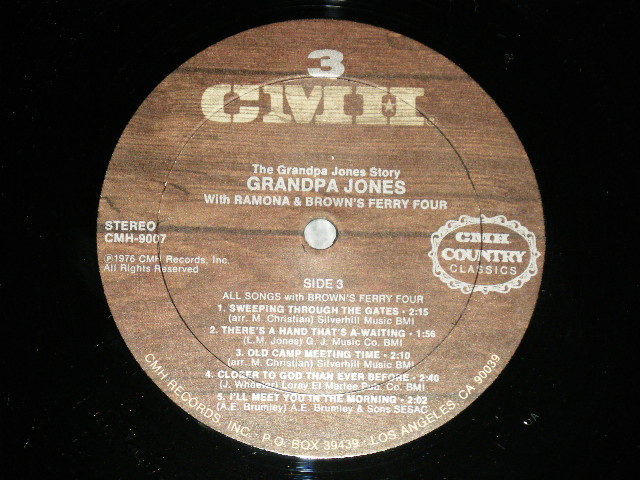 3
CMH
The Grandpa Jones Story
GRANDPA JONES
With RAMONA & BROWN'S FERRY FOUR
STEREO
CMH-9007
℗1976 CMH Records, Inc.
All Rights Reserved
CMH
COUNTRY
CLASSICS
SIDE 3
ALL SONGS with BROWN'S FERRY FOUR
1. SWEEPING THROUGH THE GATES • 2:15
(arr. M. Christian) Silverhill Music BMI
2. THERE'S A HAND THAT'S A-WAITING • 1:56
(L.M. Jones) G. J. Music Co. BMI
3. OLD CAMP MEETING TIME • 2:10
(arr. M. Christian) Silverhill Music BMI
4. CLOSER TO GOD THAN EVER BEFORE • 2:40
(J. Wheeler) Loray El Marlee Pub. Co. BMI
5. I'LL MEET YOU IN THE MORNING • 2:02
(A.E. Brumley) A.E. Brumley & Sons SESAC
CMH RECORDS, INC. • P.O. BOX 39439 • LOS ANGELES, CA 90039